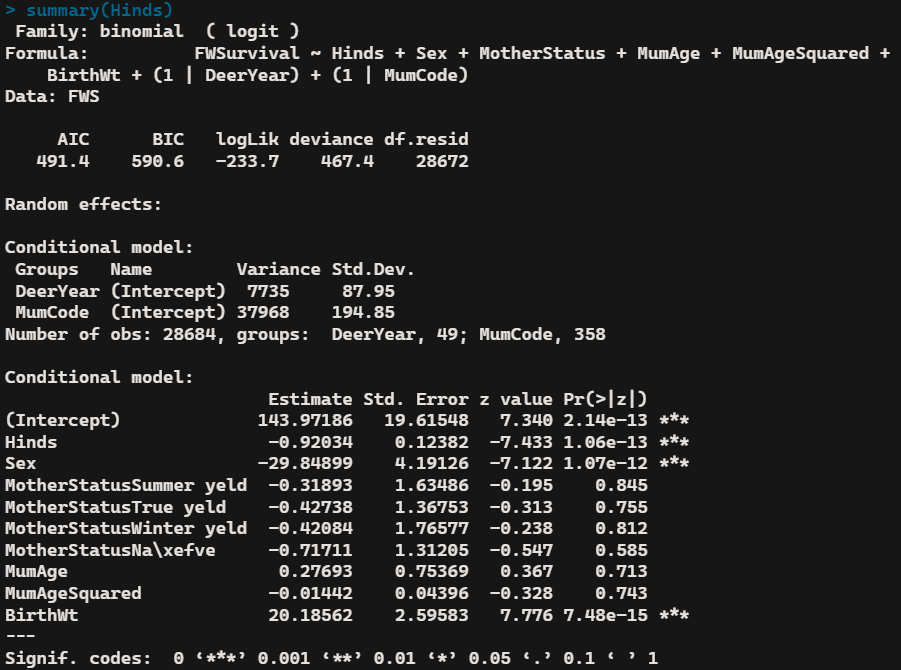 > summary(Hinds)
 Family: binomial  ( logit )
Formula:          FWSurvival ~ Hinds + Sex + MotherStatus + MumAge + MumAgeSquared +
    BirthWt + (1 | DeerYear) + (1 | MumCode)
Data: FWS
     AIC      BIC   logLik deviance df.resid
   491.4    590.6   -233.7    467.4    28672
Random effects:
Conditional model:
 Groups   Name        Variance Std.Dev.
 DeerYear (Intercept)  7735     87.95
 MumCode  (Intercept) 37968    194.85
Number of obs: 28684, groups:  DeerYear, 49; MumCode, 358
Conditional model:
                         Estimate Std. Error z value Pr(>|z|)
(Intercept)             143.97186   19.61548   7.340 2.14e-13 ***
Hinds                    -0.92034    0.12382  -7.433 1.06e-13 ***
Sex                     -29.84899    4.19126  -7.122 1.07e-12 ***
MotherStatusSummer yeld  -0.31893    1.63486  -0.195    0.845
MotherStatusTrue yeld    -0.42738    1.36753  -0.313    0.755
MotherStatusWinter yeld  -0.42084    1.76577  -0.238    0.812
MotherStatusNa\xefve     -0.71711    1.31205  -0.547    0.585
MumAge                    0.27693    0.75369   0.367    0.713
MumAgeSquared            -0.01442    0.04396  -0.328    0.743
BirthWt                  20.18562    2.59583   7.776 7.48e-15 ***
---
Signif. codes:  0 ‘***’ 0.001 ‘**’ 0.01 ‘*’ 0.05 ‘.’ 0.1 ‘ ’ 1